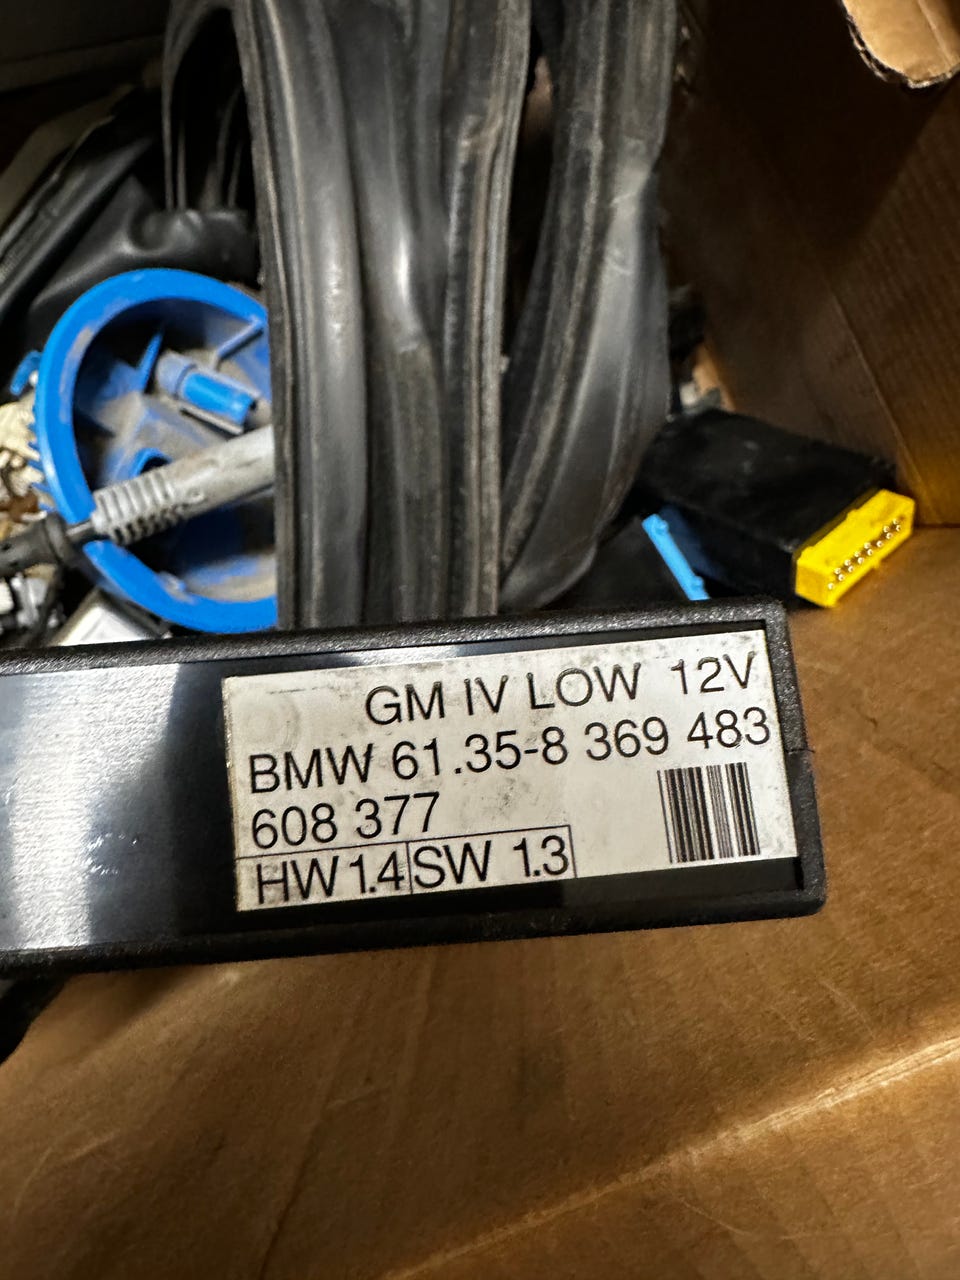 GM IV LOW 12V
BMW 61.35-8 369 483
608 377
HW 1.4 SW 1.3